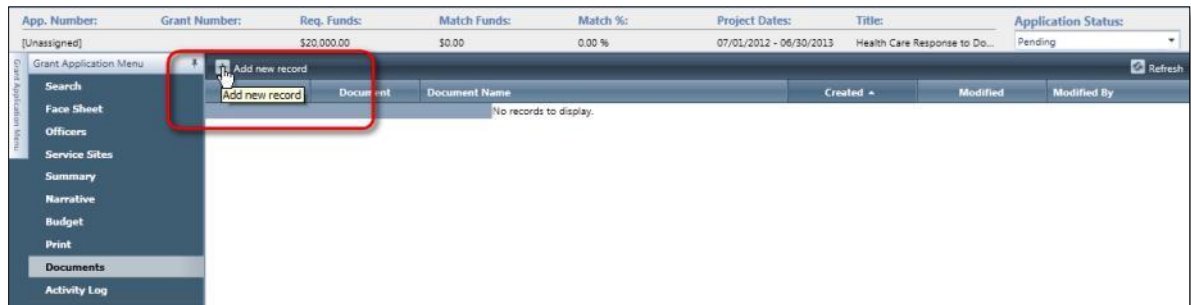 App. Number: Grant Number: Req. Funds: Match Funds: Match %: Project Dates: Title: Application Status:
[Unassigned] $20,000.00 $0.00 0.00 % 07/01/2012 - 06/30/2013 Health Care Response to Do... Pending
Grant Application Menu
Grant Application Menu
Add new record
Refresh
Add new record
Document Document Name Created Modified Modified By
No records to display.
Search
Face Sheet
Officers
Service Sites
Summary
Narrative
Budget
Print
Documents
Activity Log